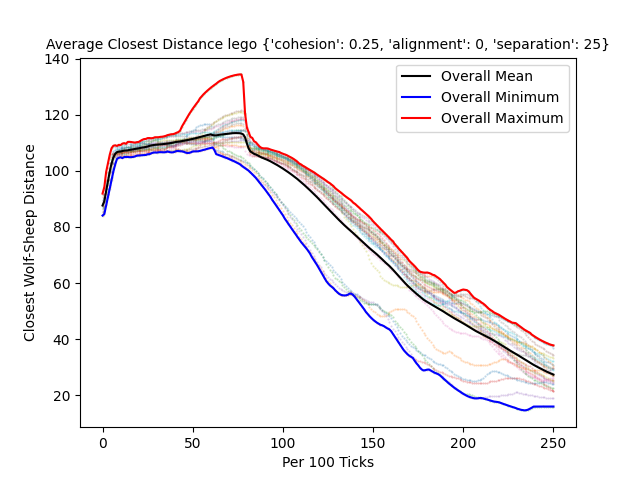 Average Closest Distance lego {'cohesion': 0.25, 'alignment': 0, 'separation': 25}
Overall Mean
Overall Minimum
Overall Maximum
Closest Wolf-Sheep Distance
140
120
100
80
60
40
20
0
50
100
150
200
250
Per 100 Ticks